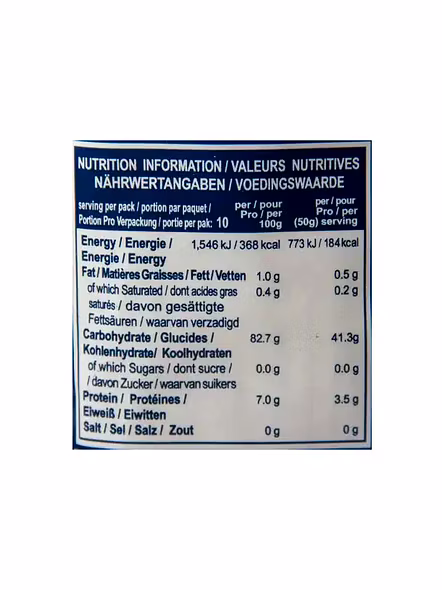 NUTRITION INFORMATION / VALEURS NUTRITIVES
NÄHRWERTANGABEN / VOEDINGSWAARDE
serving per pack / portion par paquet / per / pour per / pour
Portion Pro Verpackung / portie per pak: 10 Pro / per 100g Pro / per (50g) serving
Energy / Energie / 1,546 kJ / 368 kcal 773 kJ / 184 kcal
Energie / Energy
Fat / Matières Graisses / Fett / Vetten 1.0 g 0.5 g
of which Saturated / dont acides gras 0.4 g 0.2 g
saturés / davon gesättigte
Fettsäuren / waarvan verzadigd
Carbohydrate / Glucides / 82.7 g 41.3g
Kohlenhydrate/ Koolhydraten
of which Sugars / dont sucre / 0.0 g 0.0 g
/ davon Zucker / waarvan suikers
Protein / Protéines / 7.0 g 3.5 g
Eiweiß / Eiwitten
Salt / Sel / Salz / Zout 0 g 0 g